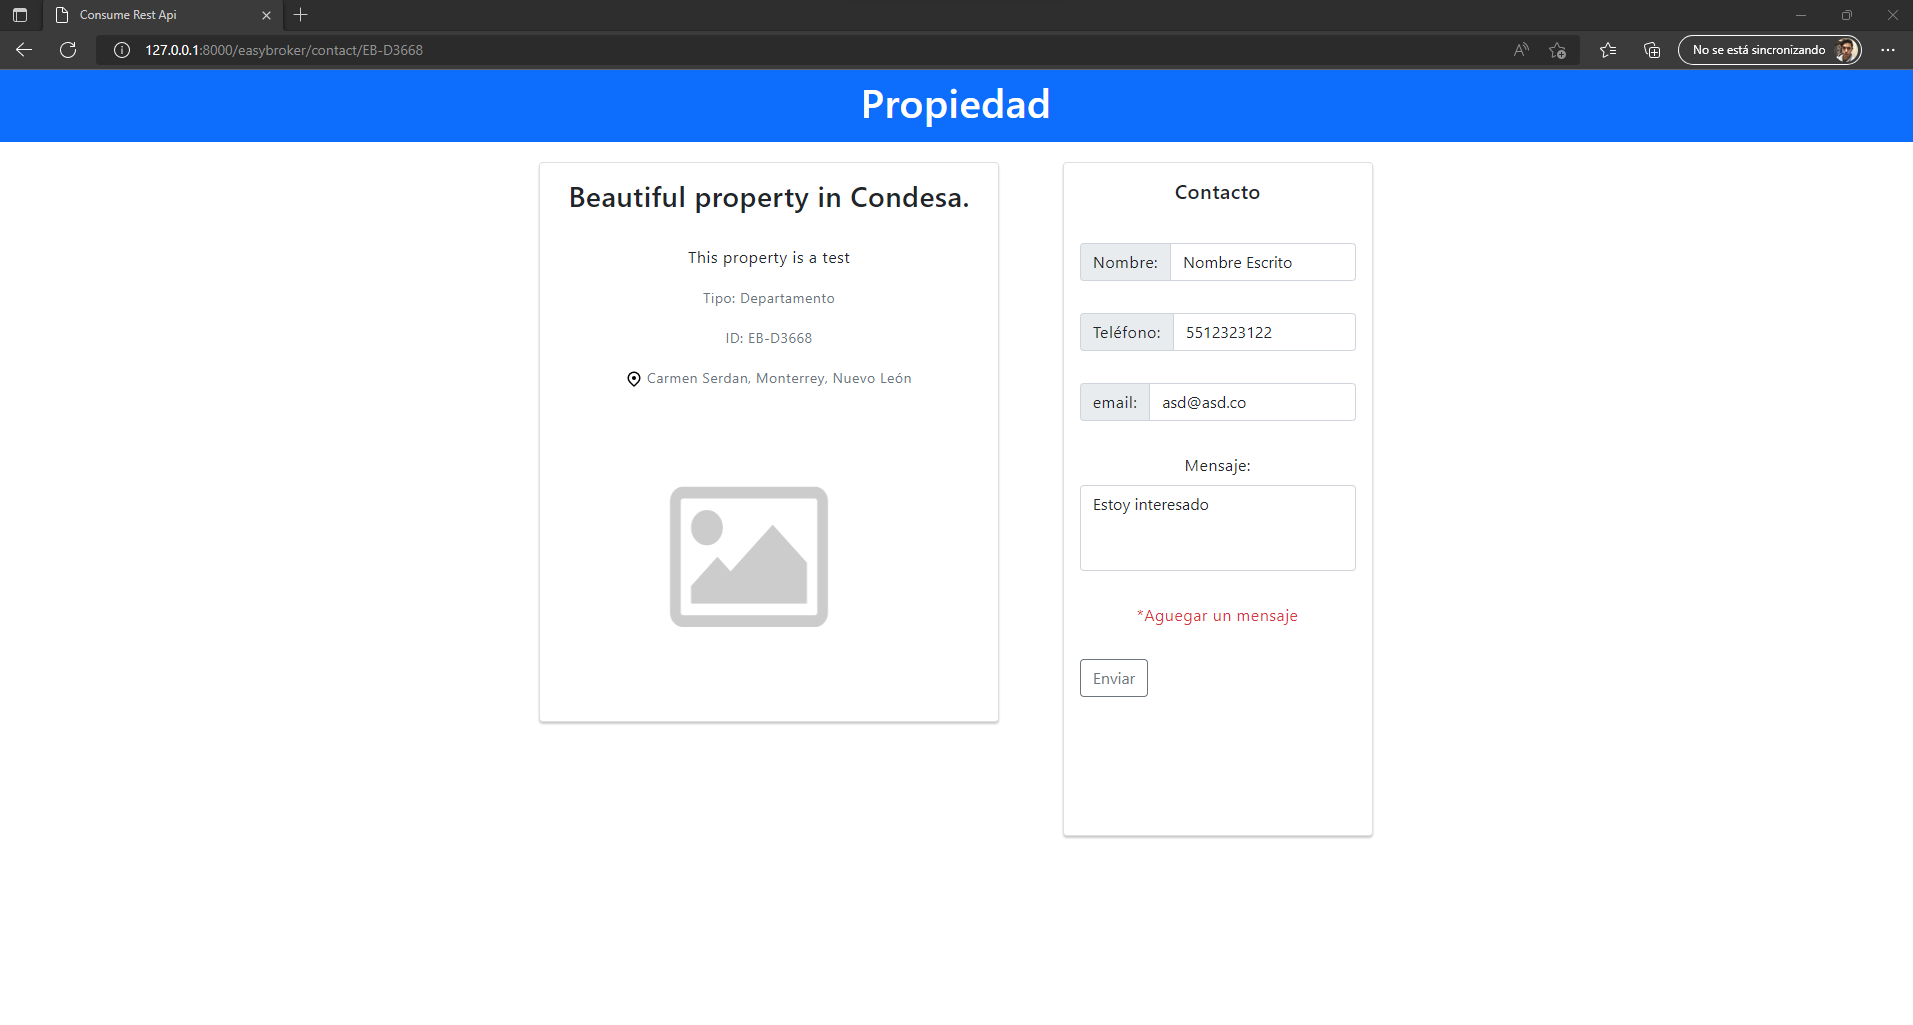 Consume Rest Api
127.0.0.1:8000/easybroker/contact/EB-D3668
No se está sincronizando
Propiedad
Beautiful property in Condesa.
This property is a test
Tipo: Departamento
ID: EB-D3668
Carmen Serdan, Monterrey, Nuevo León
Contacto
Nombre: Nombre Escrito
Teléfono: 5512323122
email: asd@asd.co
Mensaje:
Estoy interesado
*Aguegar un mensaje
Enviar